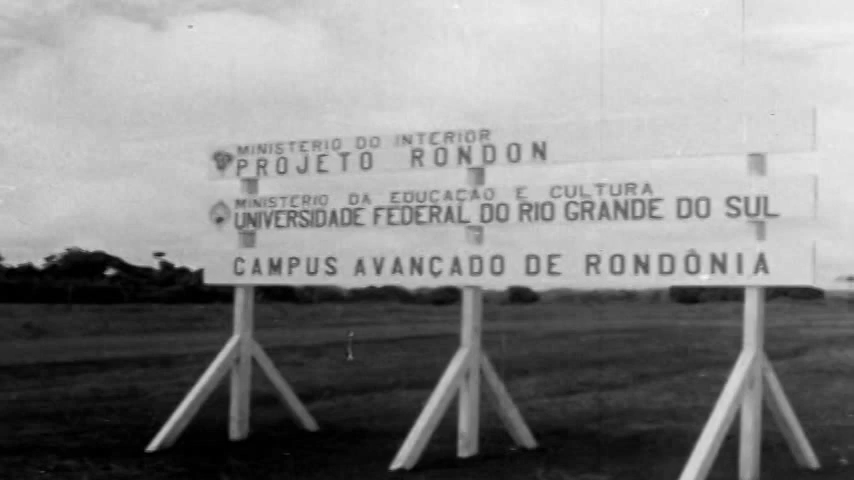 MINISTERIO DO INTERIOR
PROJETO RONDON
MINISTERIO DA EDUCAÇÃO E CULTURA
UNIVERSIDADE FEDERAL DO RIO GRANDE DO SUL
CAMPUS AVANÇADO DE RONDÔNIA